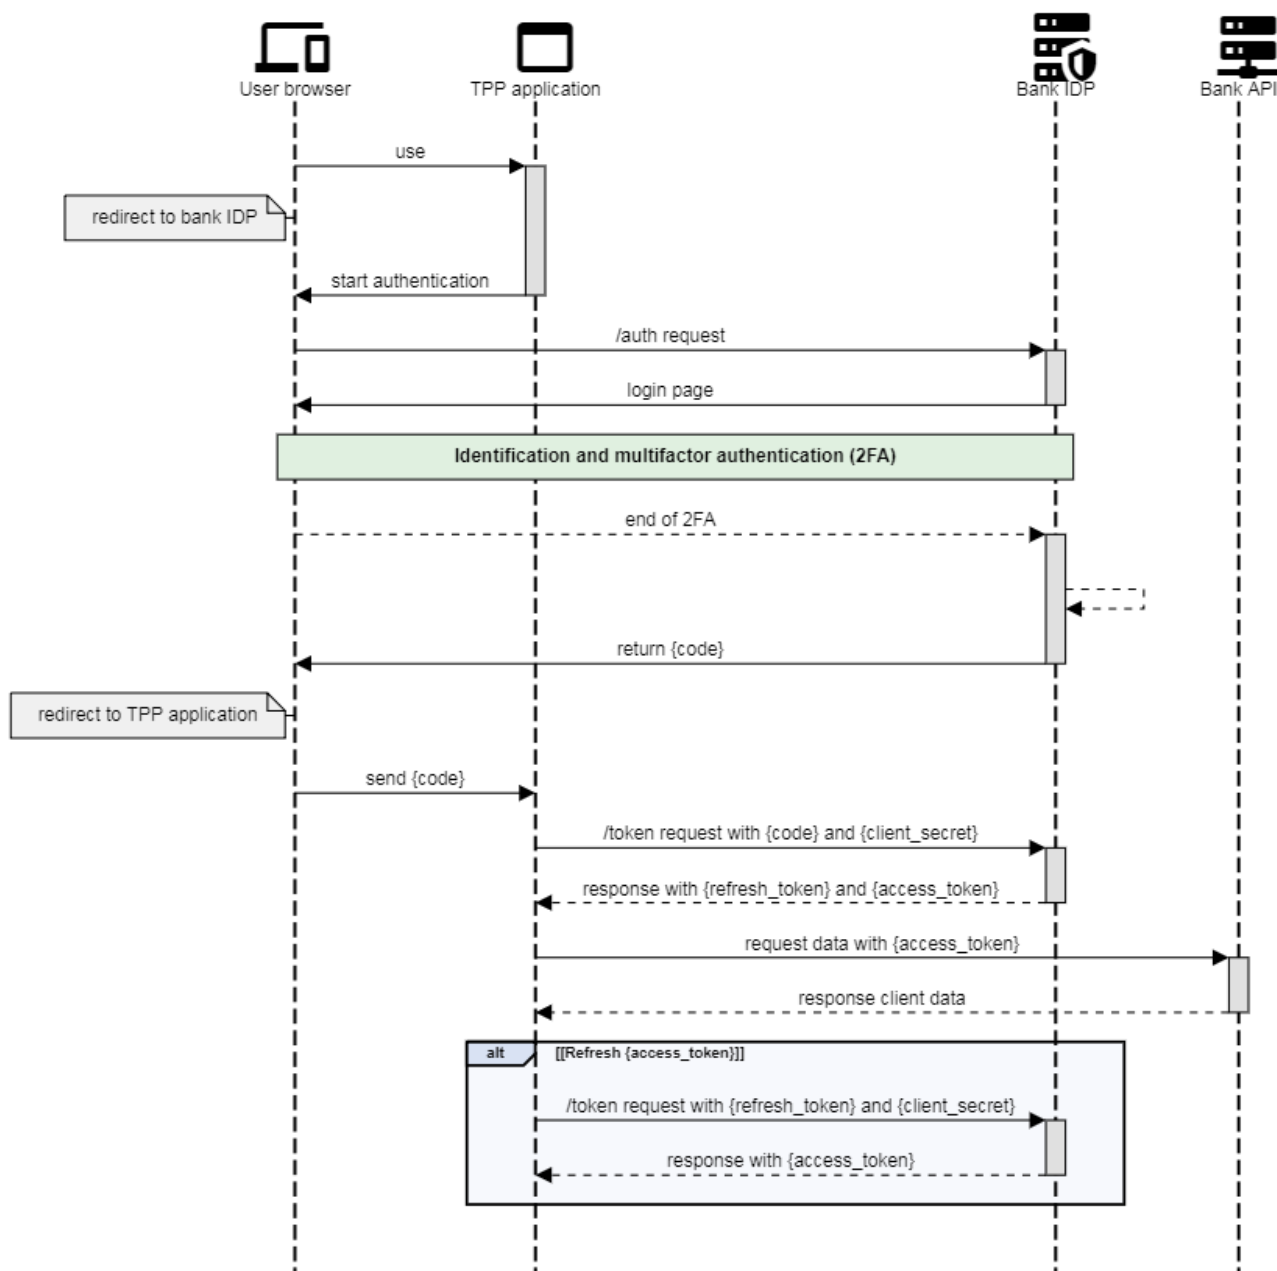 User browser
TPP application
Bank IDP
Bank API
use
redirect to bank IDP
start authentication
/auth request
login page
Identification and multifactor authentication (2FA)
end of 2FA
return {code}
redirect to TPP application
send {code}
/token request with {code} and {client_secret}
response with {refresh_token} and {access_token}
request data with {access_token}
response client data
alt
[[Refresh {access_token}]]
/token request with {refresh_token} and {client_secret}
response with {access_token}